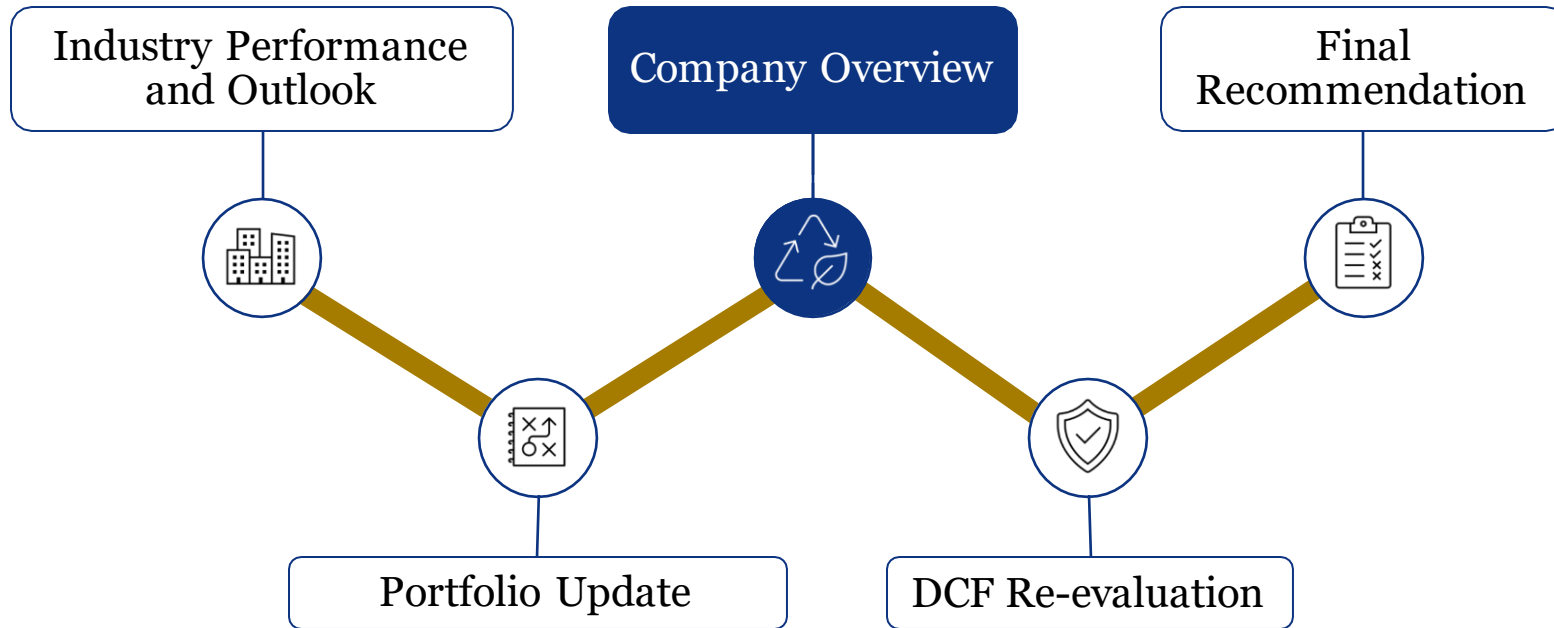 Industry Performance
and Outlook
Company Overview
Final
Recommendation
Portfolio Update
DCF Re-evaluation